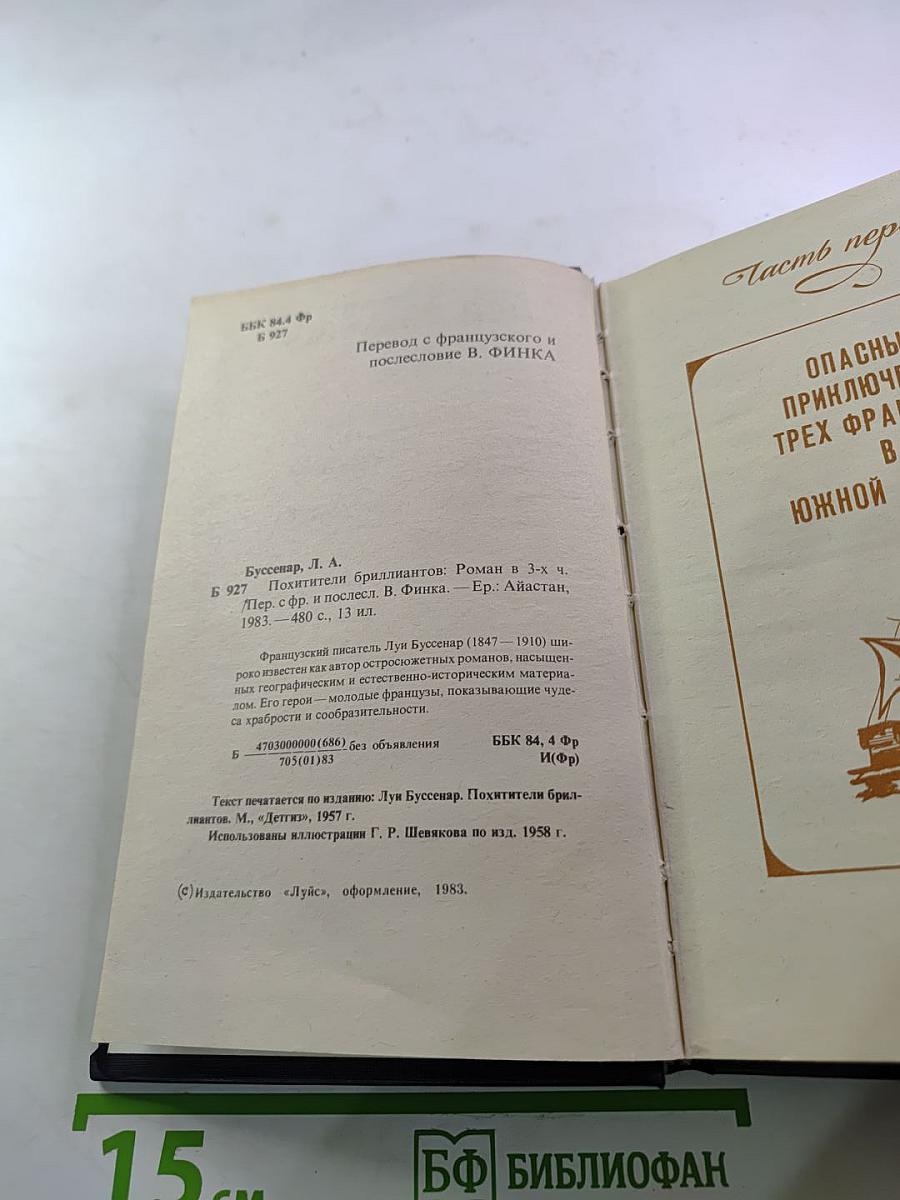 ББК 84.4 Фр
Б 927
Перевод с французского и
послесловие В. ФИНКА
Буссенар, Л. А.
Б 927 Похитители бриллиантов: Роман в 3-х ч.
/Пер. с фр. и послесл. В. Финка. — Ер.: Айастан,
1983. — 480 с., 13 ил.
Французский писатель Луи Буссенар (1847 — 1910) ши-
роко известен как автор остросюжетных романов, насыщен-
ных географическим и естественно-историческим материа-
лом. Его герои — молодые французы, показывающие чуде-
са храбрости и сообразительности.
Б 4703000000(686) без объявления
705(01)83
ББК 84, 4 Фр
И(Фр)
Текст печатается по изданию: Луи Буссенар. Похитители брил-
лиантов. М., «Детгиз», 1957 г.
Использованы иллюстрации Г. Р. Шевякова по изд. 1958 г.
(с) Издательство «Луйс», оформление, 1983.
Часть пер
ОПАСНЫ
ПРИКЛЮЧ
ТРЕХ ФРА
В
ЮЖНОЙ
15 см
БФ БИБЛИОФАН